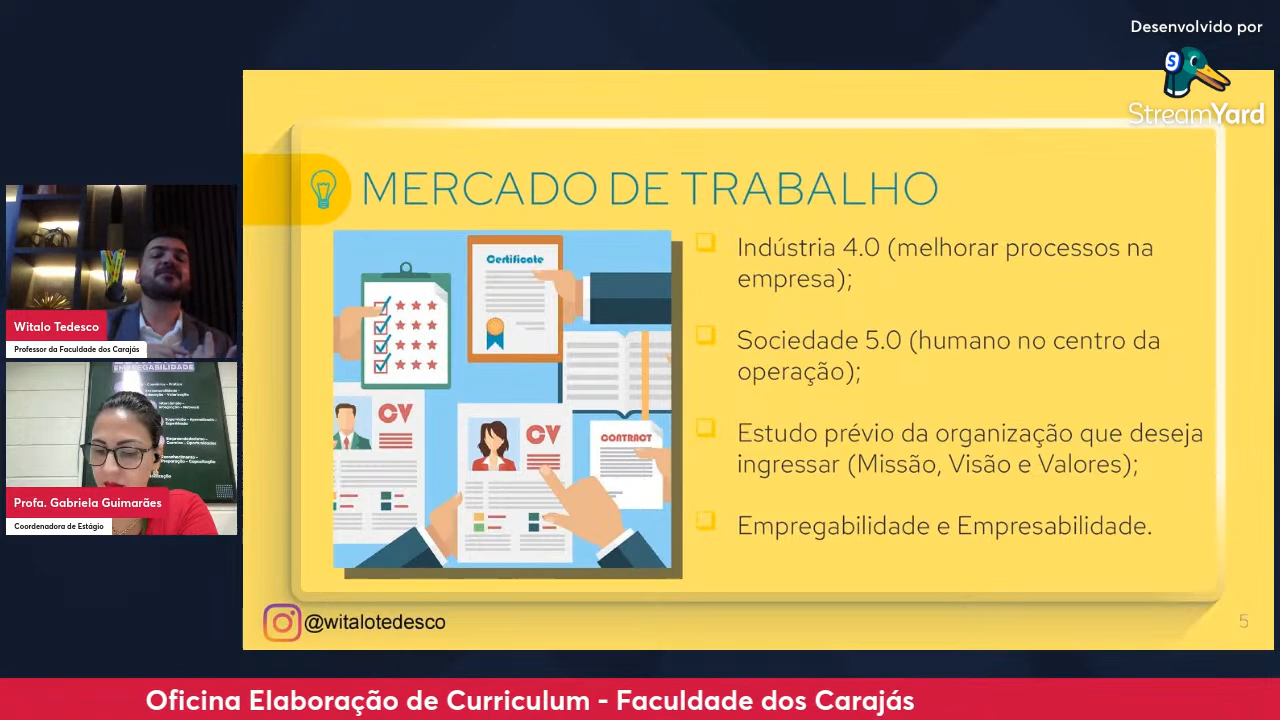 Desenvolvido por
StreamYard
MERCADO DE TRABALHO
Certificate
CV
CV
CONTRACT
Indústria 4.0 (melhorar processos na
empresa);
Sociedade 5.0 (humano no centro da
operação);
Estudo prévio da organização que deseja
ingressar (Missão, Visão e Valores);
Empregabilidade e Empresabilidade.
@witalotedesco
5
Witalo Tedesco
Professor da Faculdade dos Carajás
EMPREGABILIDADE
Profa. Gabriela Guimarães
Coordenadora de Estágio
Oficina Elaboração de Curriculum - Faculdade dos Carajás